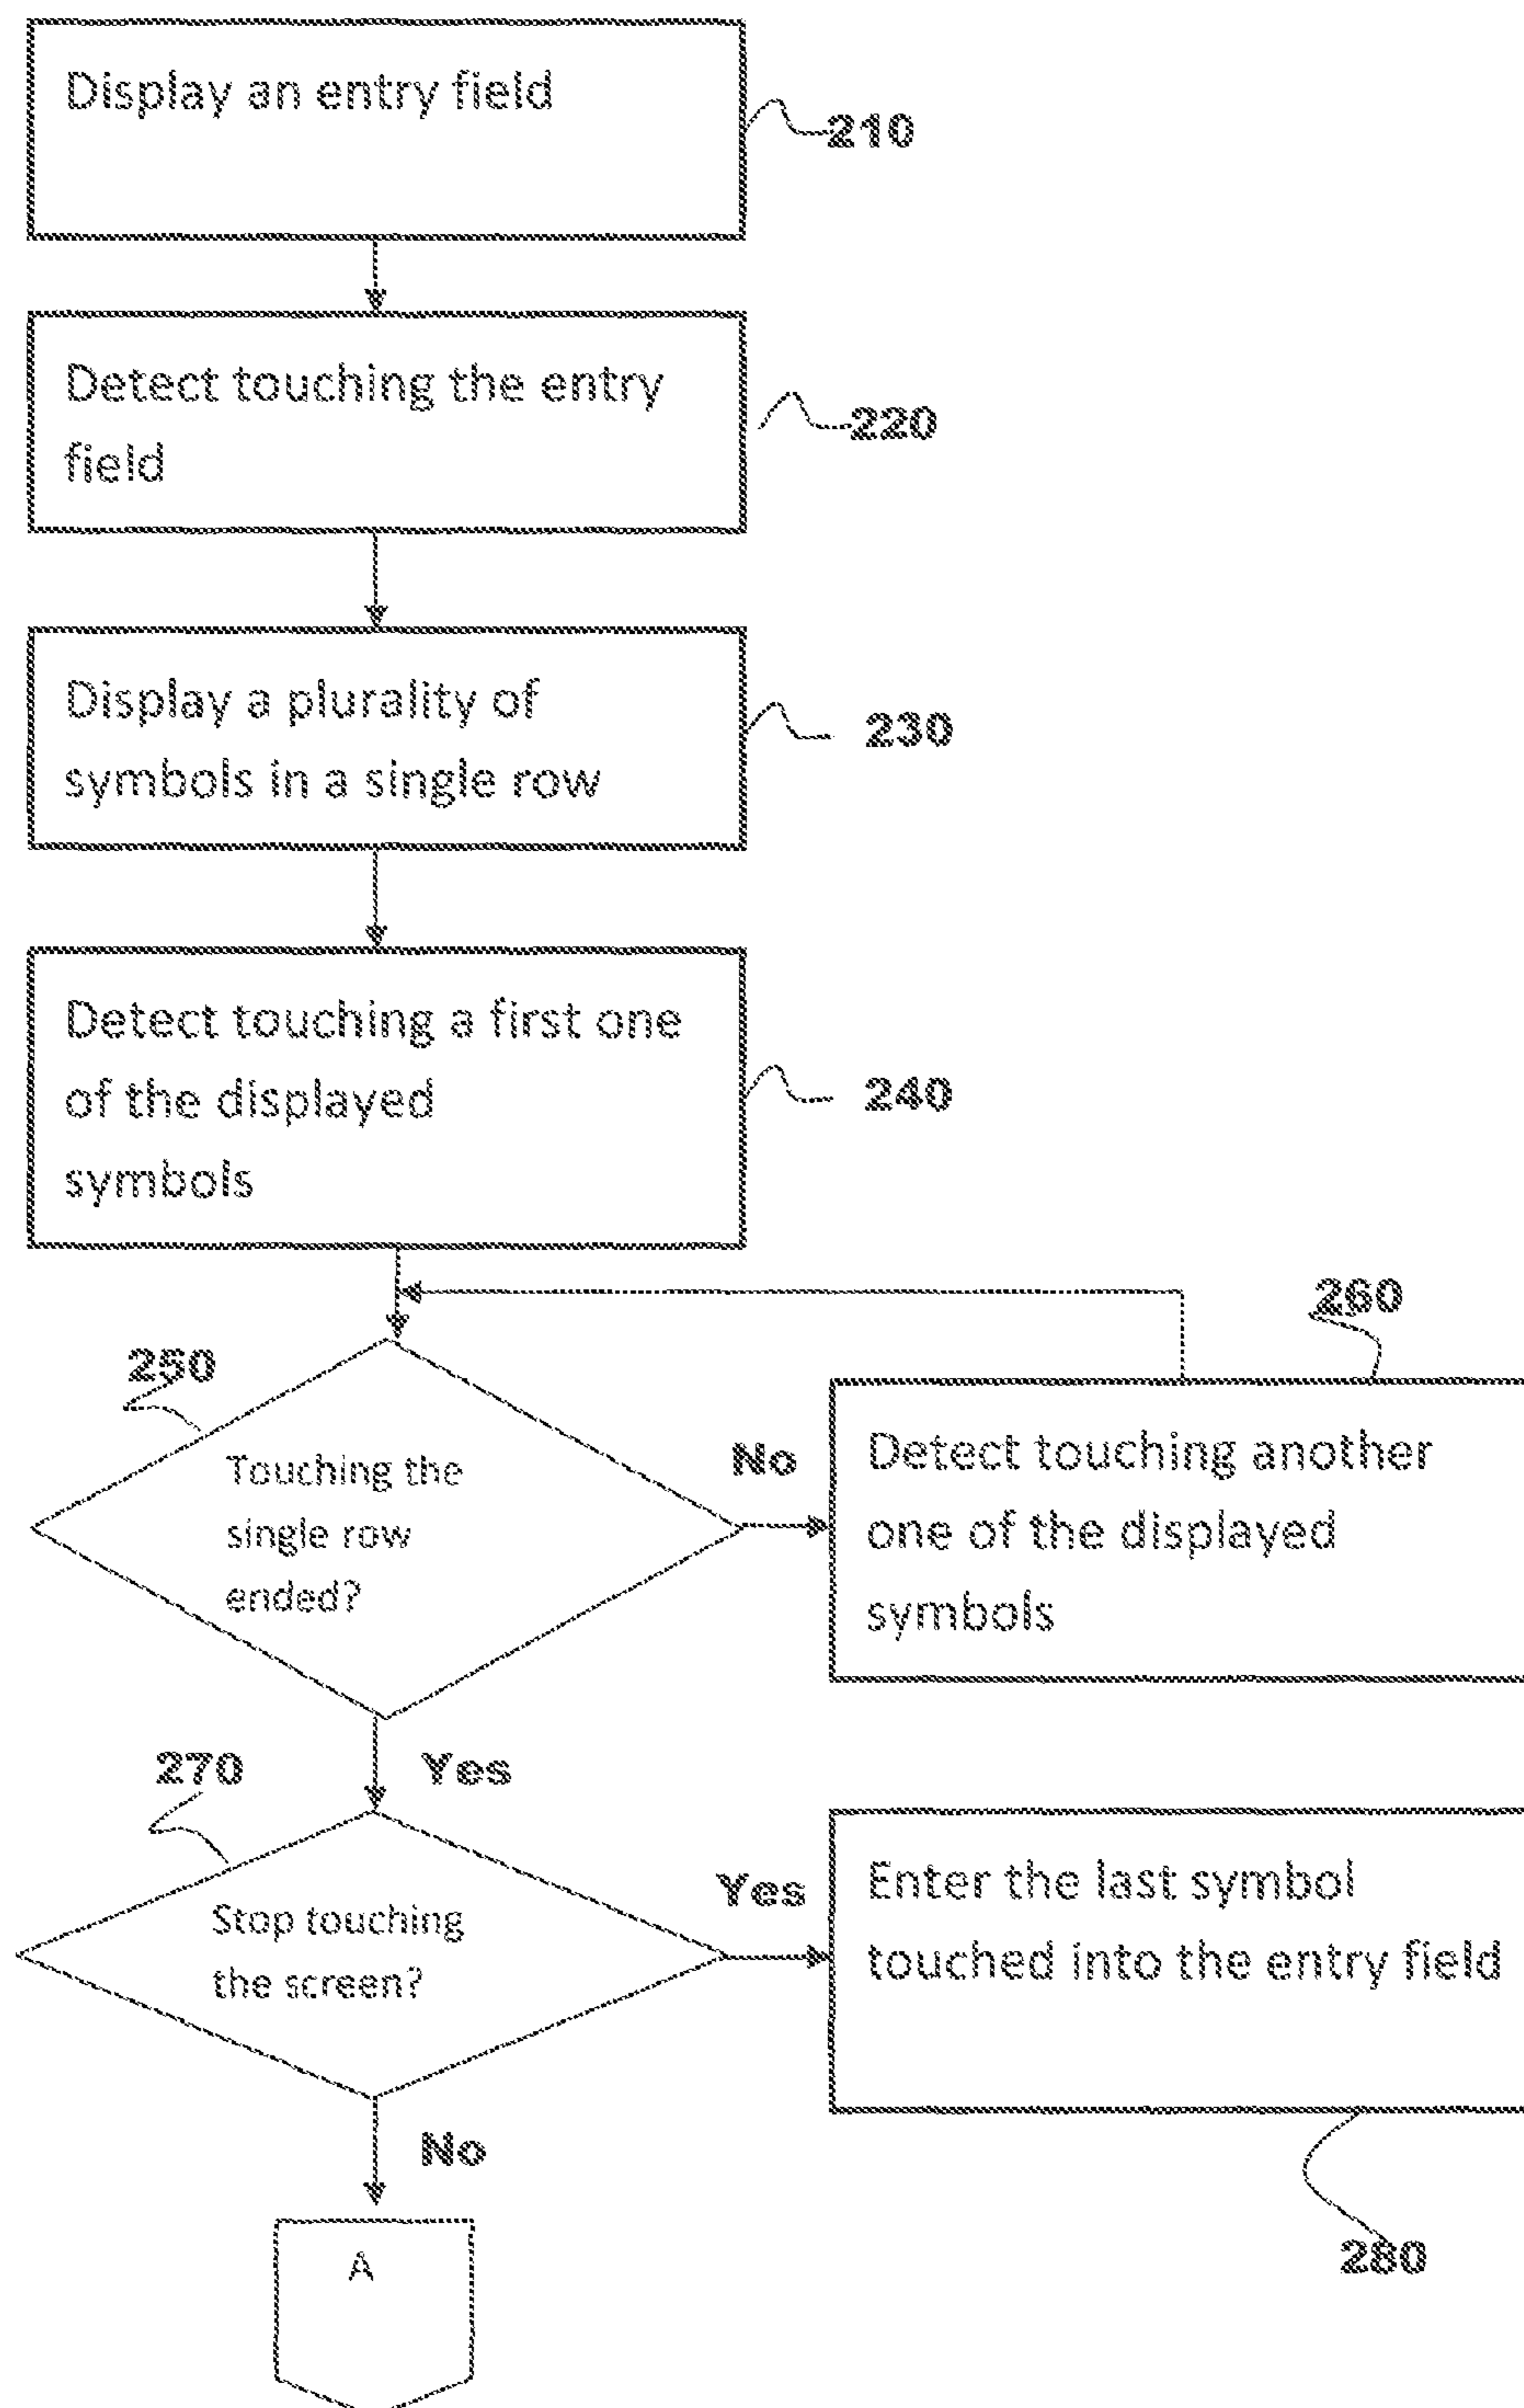 Display an entry field
210
Detect touching the entry
field
220
Display a plurality of
symbols in a single row
230
Detect touching a first one
of the displayed
symbols
240
260
250
Touching the
single row
ended?
No
Detect touching another
one of the displayed
symbols
Yes
270
Stop touching
the screen?
Yes
Enter the last symbol
touched into the entry field
No
280
A